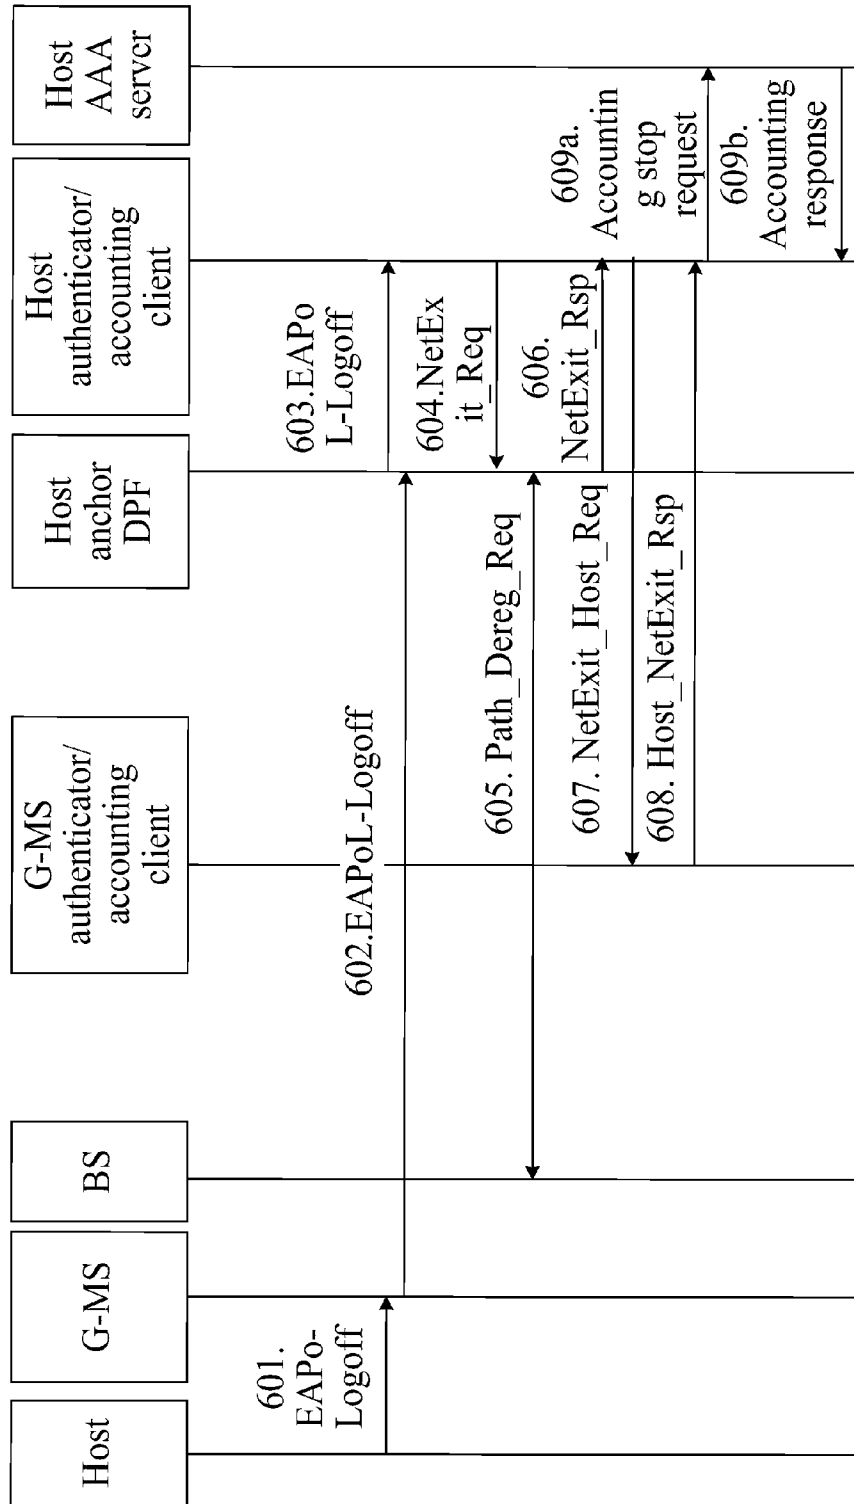 Host
G-MS
BS
G-MS
authenticator/
accounting
client
Host
anchor
DPF
Host
authenticator/
accounting
client
Host
AAA
server
601.
EAPo-
Logoff
602.EAPoL-Logoff
603.EAPo
L-Logoff
604.NetEx
it_Req
605. Path_Dereg_Req
606.
NetExit_Rsp
607. NetExit_Host_Req
608. Host_NetExit_Rsp
609a.
Accountin
g stop
request
609b.
Accounting
response